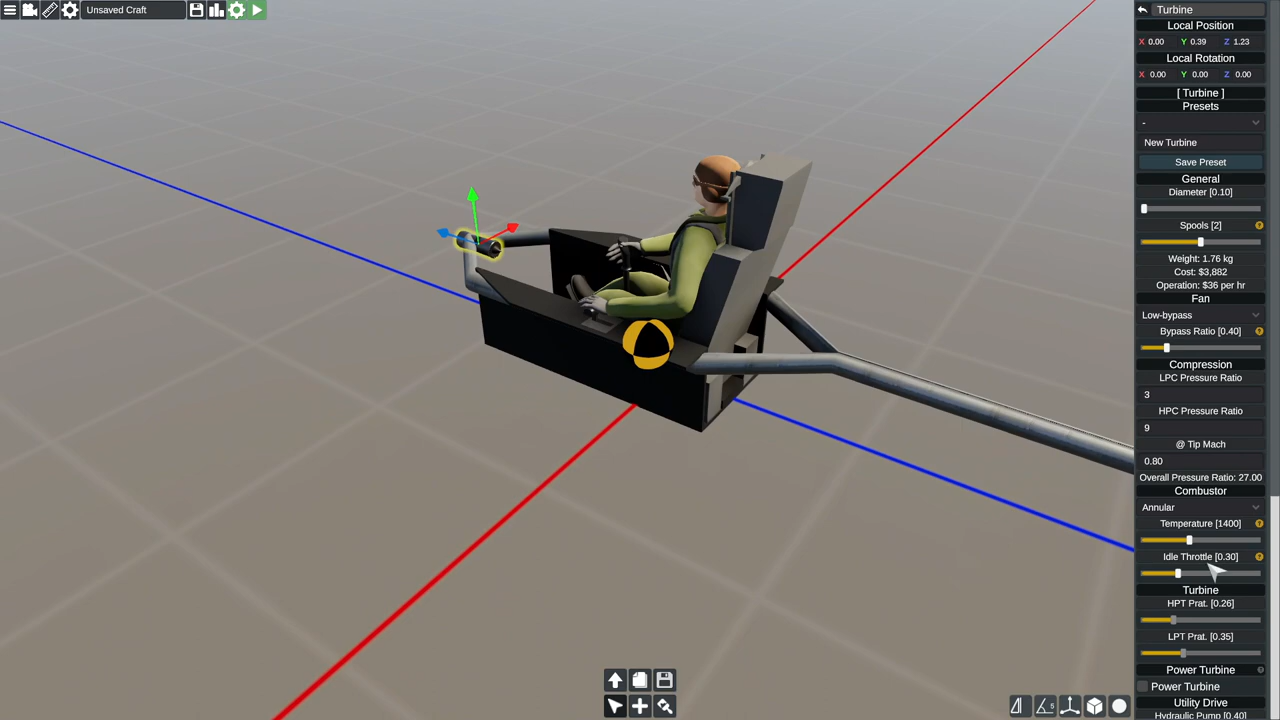 Unsaved Craft
Turbine
Local Position
X 0.00 Y 0.39 Z 1.23
Local Rotation
X 0.00 Y 0.00 Z 0.00
[ Turbine ]
Presets
-
New Turbine
Save Preset
General
Diameter [0.10]
Spools [2]
Weight: 1.76 kg
Cost: $3,882
Operation: $36 per hr
Fan
Low-bypass
Bypass Ratio [0.40]
Compression
LPC Pressure Ratio
3
HPC Pressure Ratio
9
@ Tip Mach
0.80
Overall Pressure Ratio: 27.00
Combustor
Annular
Temperature [1400]
Idle Throttle [0.30]
Turbine
HPT Prat. [0.26]
LPT Prat. [0.35]
Power Turbine
Power Turbine
Utility Drive
Hydraulic Pump [0.40]
5